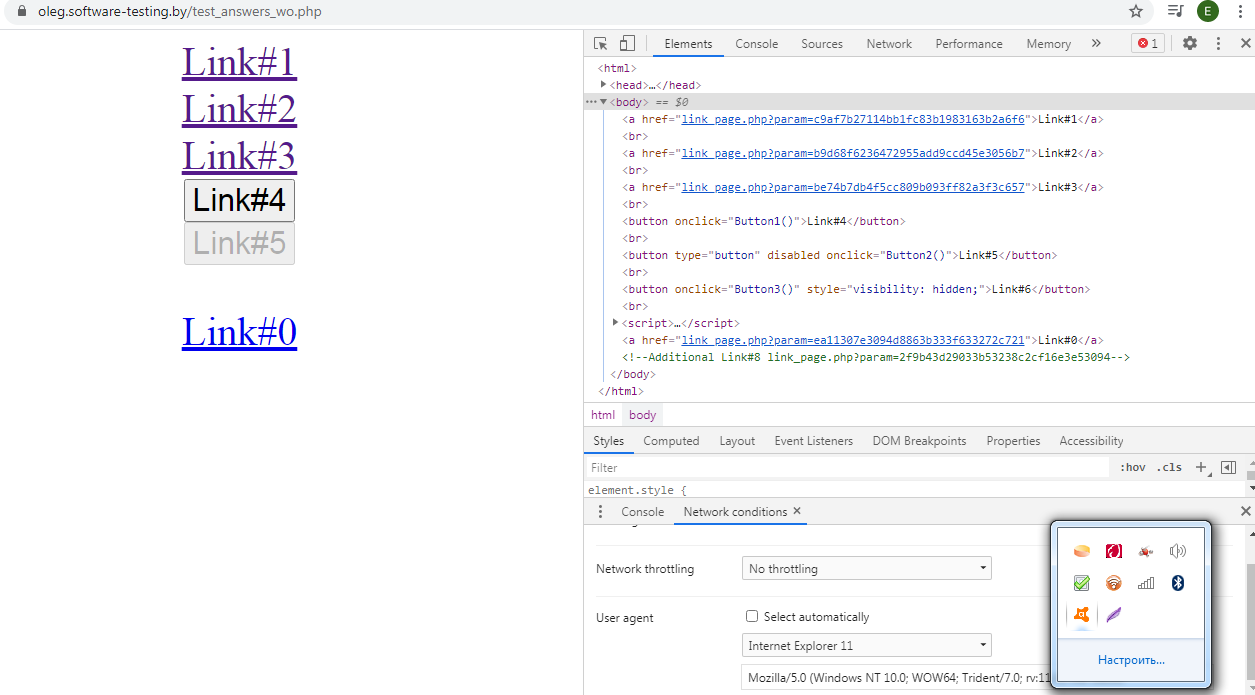 oleg.software-testing.by/test_answers_wo.php
E
Link#1
Link#2
Link#3
Link#4
Link#5
Link#0
Elements Console Sources Network Performance Memory » 1
<html>
<head>…</head>
<body> == $0
<a href="link_page.php?param=c9af7b27114bb1fc83b1983163b2a6f6">Link#1</a>
<br>
<a href="link_page.php?param=b9d68f6236472955add9ccd45e3056b7">Link#2</a>
<br>
<a href="link_page.php?param=be74b7db4f5cc809b093ff82a3f3c657">Link#3</a>
<br>
<button onclick="Button1()">Link#4</button>
<br>
<button type="button" disabled onclick="Button2()">Link#5</button>
<br>
<button onclick="Button3()" style="visibility: hidden;">Link#6</button>
<br>
<script>…</script>
<a href="link_page.php?param=ea11307e3094d8863b333f633272c721">Link#0</a>
<!--Additional Link#8 link_page.php?param=2f9b43d29033b53238c2cf16e3e53094-->
</body>
</html>
html body
Styles Computed Layout Event Listeners DOM Breakpoints Properties Accessibility
Filter :hov .cls +
element.style {
Console Network conditions ×
Network throttling No throttling
User agent Select automatically
Internet Explorer 11
Mozilla/5.0 (Windows NT 10.0; WOW64; Trident/7.0; rv:11
Настроить...